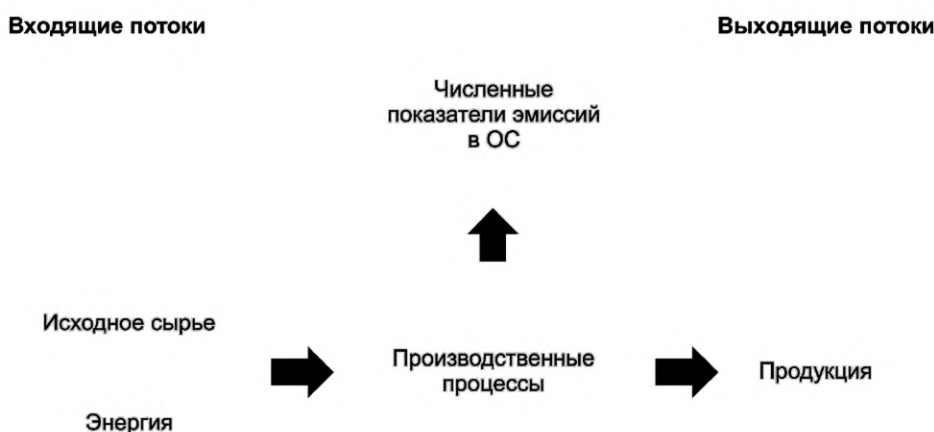 Входящие потоки
Выходящие потоки
Численные
показатели эмиссий
в ОС
Исходное сырье
Производственные
процессы
Продукция
Энергия